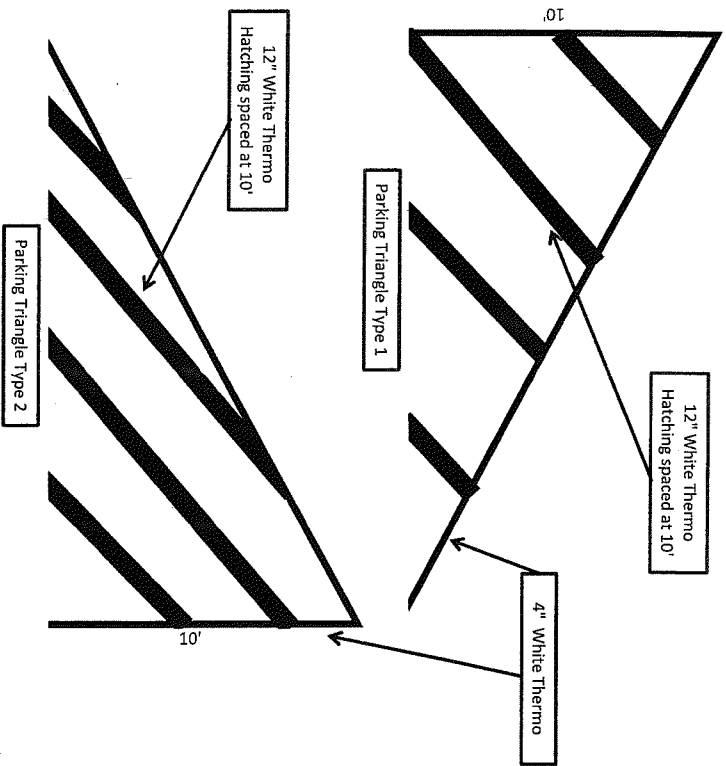 10'
12" White Thermo
Hatching spaced at 10'
Parking Triangle Type 1
4" White Thermo
12" White Thermo
Hatching spaced at 10'
10'
Parking Triangle Type 2